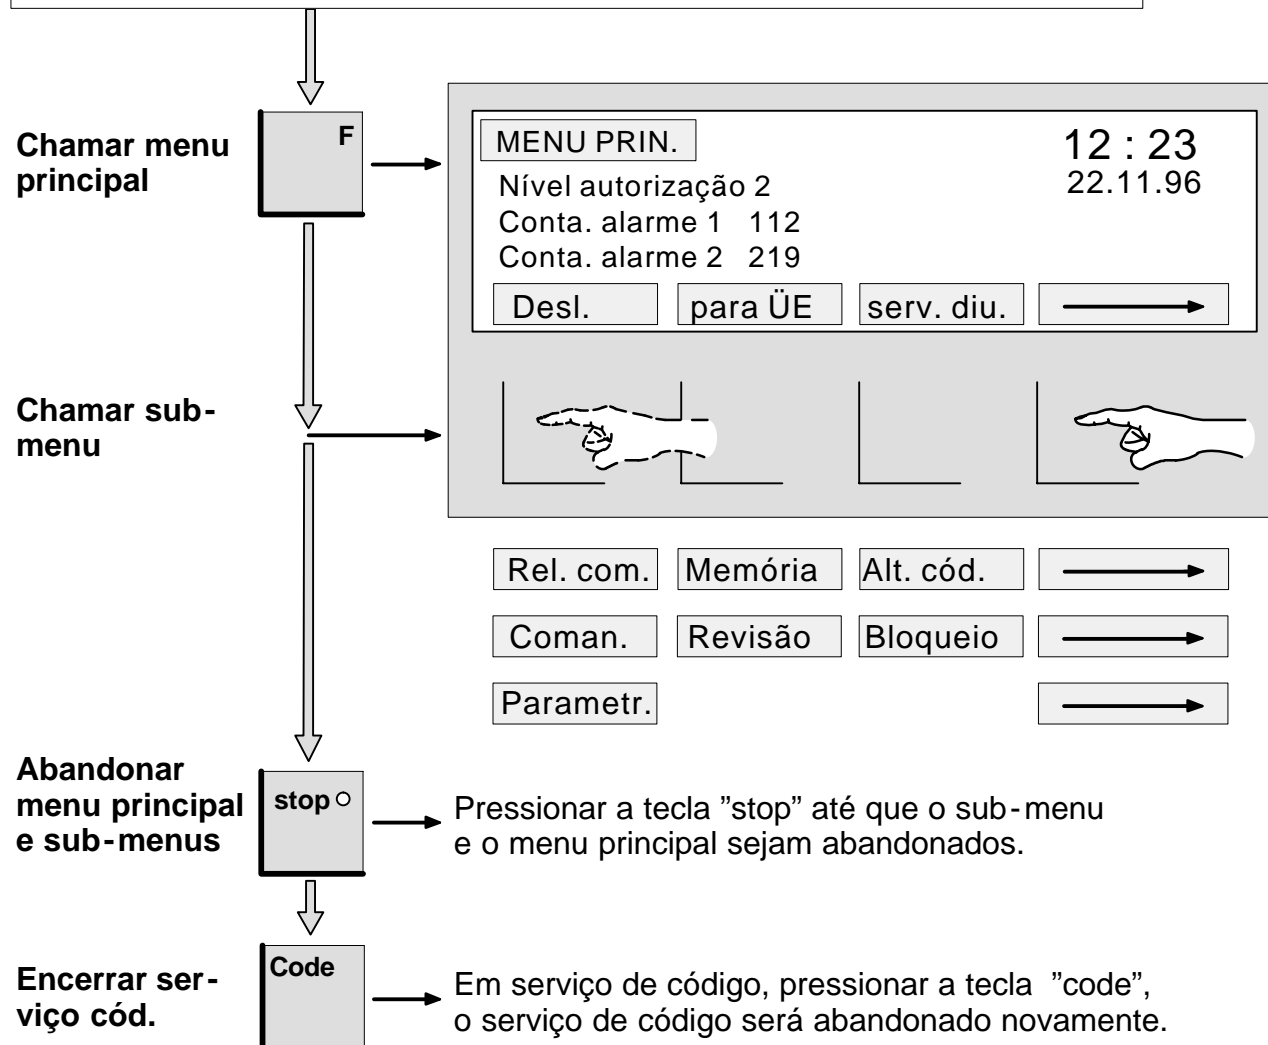 Chamar menu
principal
F
MENU PRIN.
12 : 23
22.11.96
Nível autorização 2
Conta. alarme 1 112
Conta. alarme 2 219
Desl.
para ÜE
serv. diu.
Chamar sub-
menu
Rel. com.
Memória
Alt. cód.
Coman.
Revisão
Bloqueio
Parametr.
Abandonar
menu principal
e sub-menus
stop
Pressionar a tecla ”stop” até que o sub-menu
e o menu principal sejam abandonados.
Encerrar ser-
viço cód.
Code
Em serviço de código, pressionar a tecla ”code”,
o serviço de código será abandonado novamente.